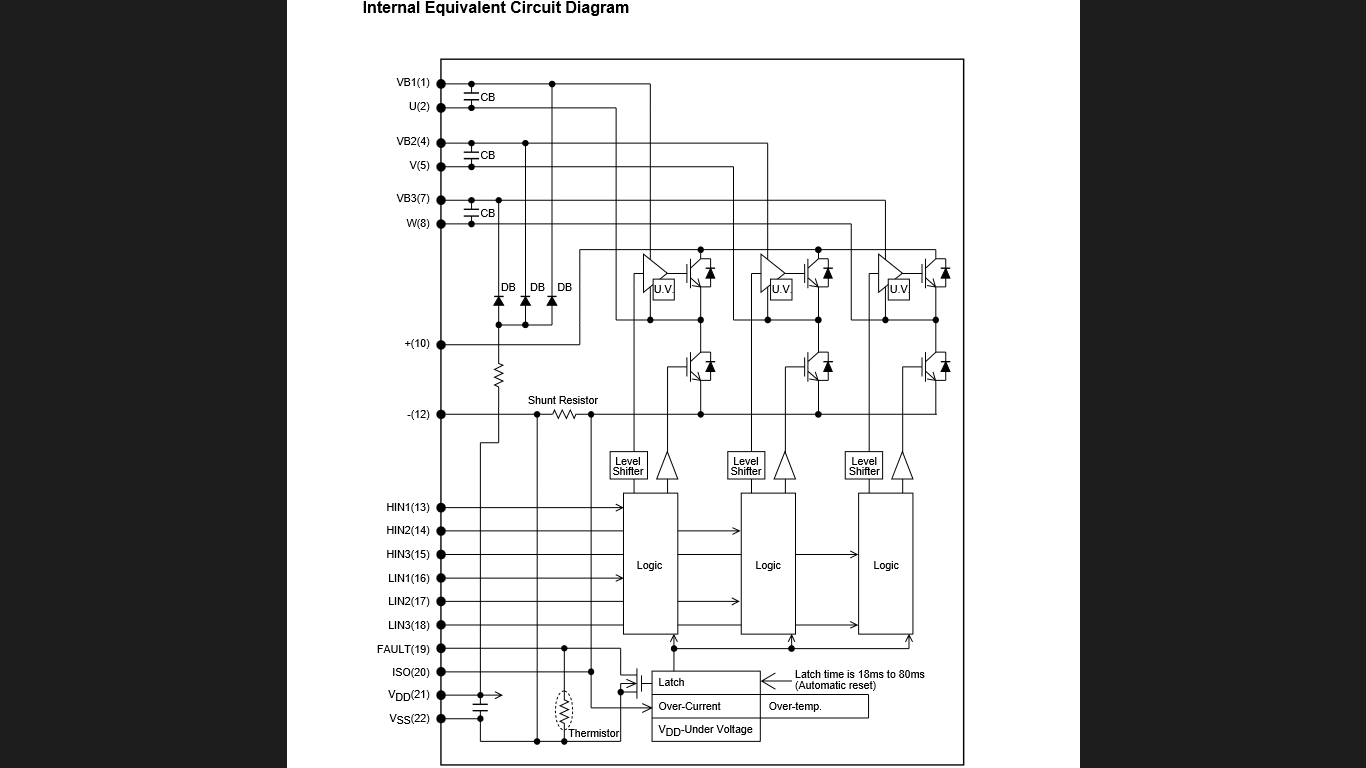 Internal Equivalent Circuit Diagram
VB1(1)
CB
U(2)
VB2(4)
CB
V(5)
VB3(7)
CB
W(8)
U.V. U.V. U.V.
DB DB DB
+(10)
Shunt Resistor
-(12)
Level Shifter
Level Shifter
Level Shifter
HIN1(13)
HIN2(14)
HIN3(15)
Logic Logic Logic
LIN1(16)
LIN2(17)
LIN3(18)
FAULT(19)
ISO(20)
Latch
Latch time is 18ms to 80ms
(Automatic reset)
VDD(21)
Over-Current Over-temp.
VSS(22)
Thermistor
VDD-Under Voltage